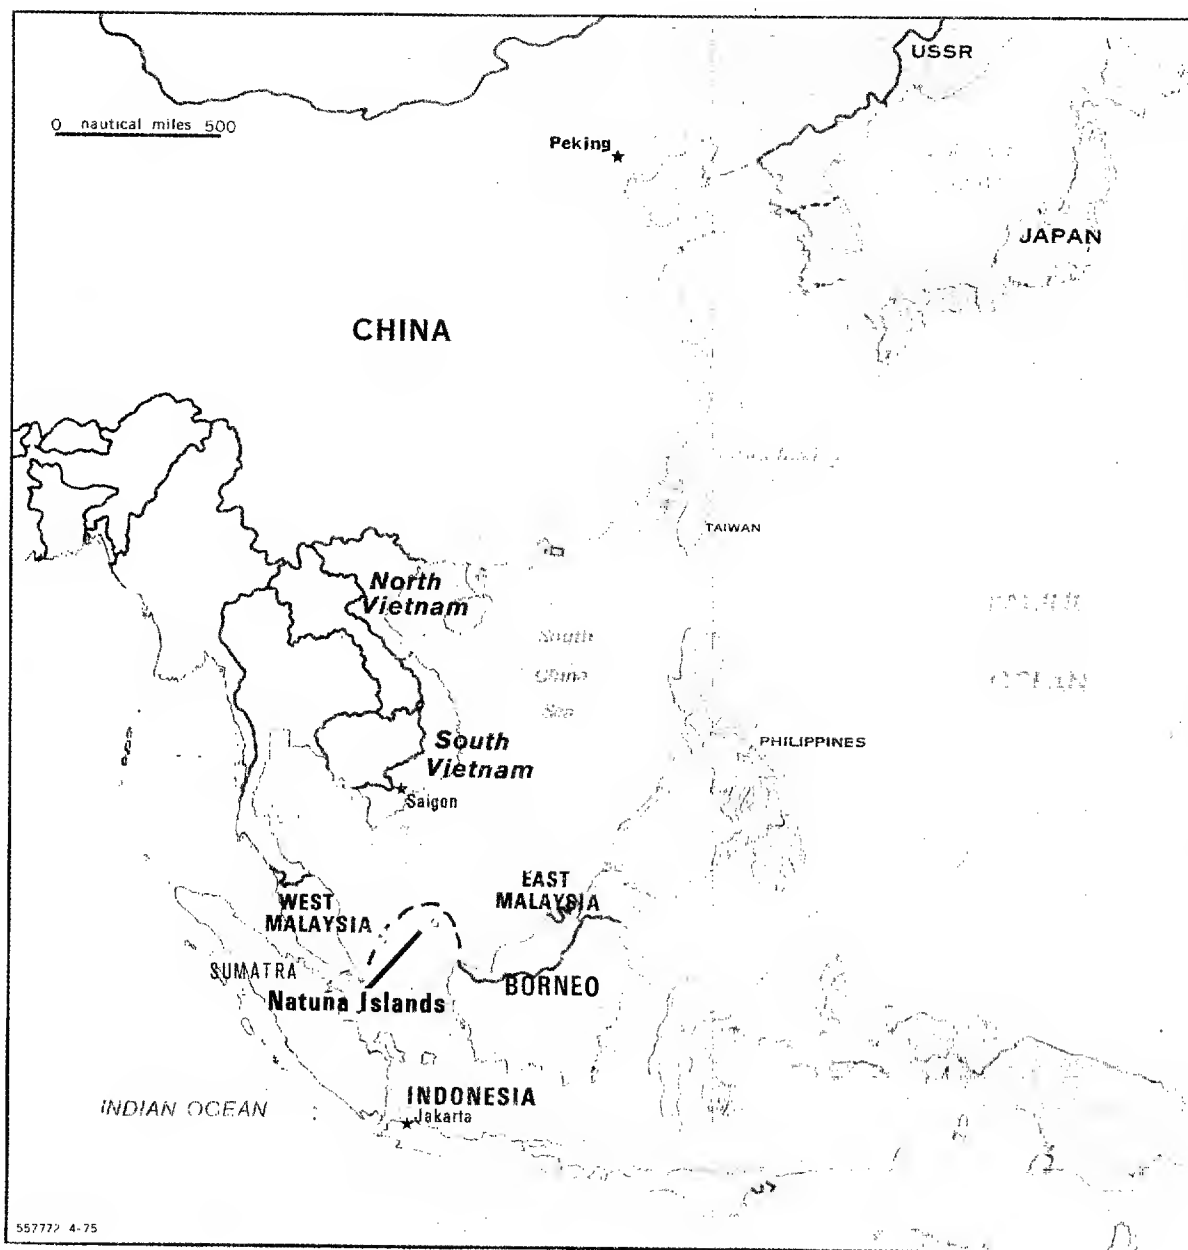 USSR
0 nautical miles 500
Peking
JAPAN
CHINA
TAIWAN
North
Vietnam
South
China
Sea
OCEAN
South
Vietnam
PHILIPPINES
Saigon
EAST
MALAYSIA
WEST
MALAYSIA
SUMATRA
BORNEO
Natuna Islands
INDONESIA
Jakarta
INDIAN OCEAN
557772 4-75